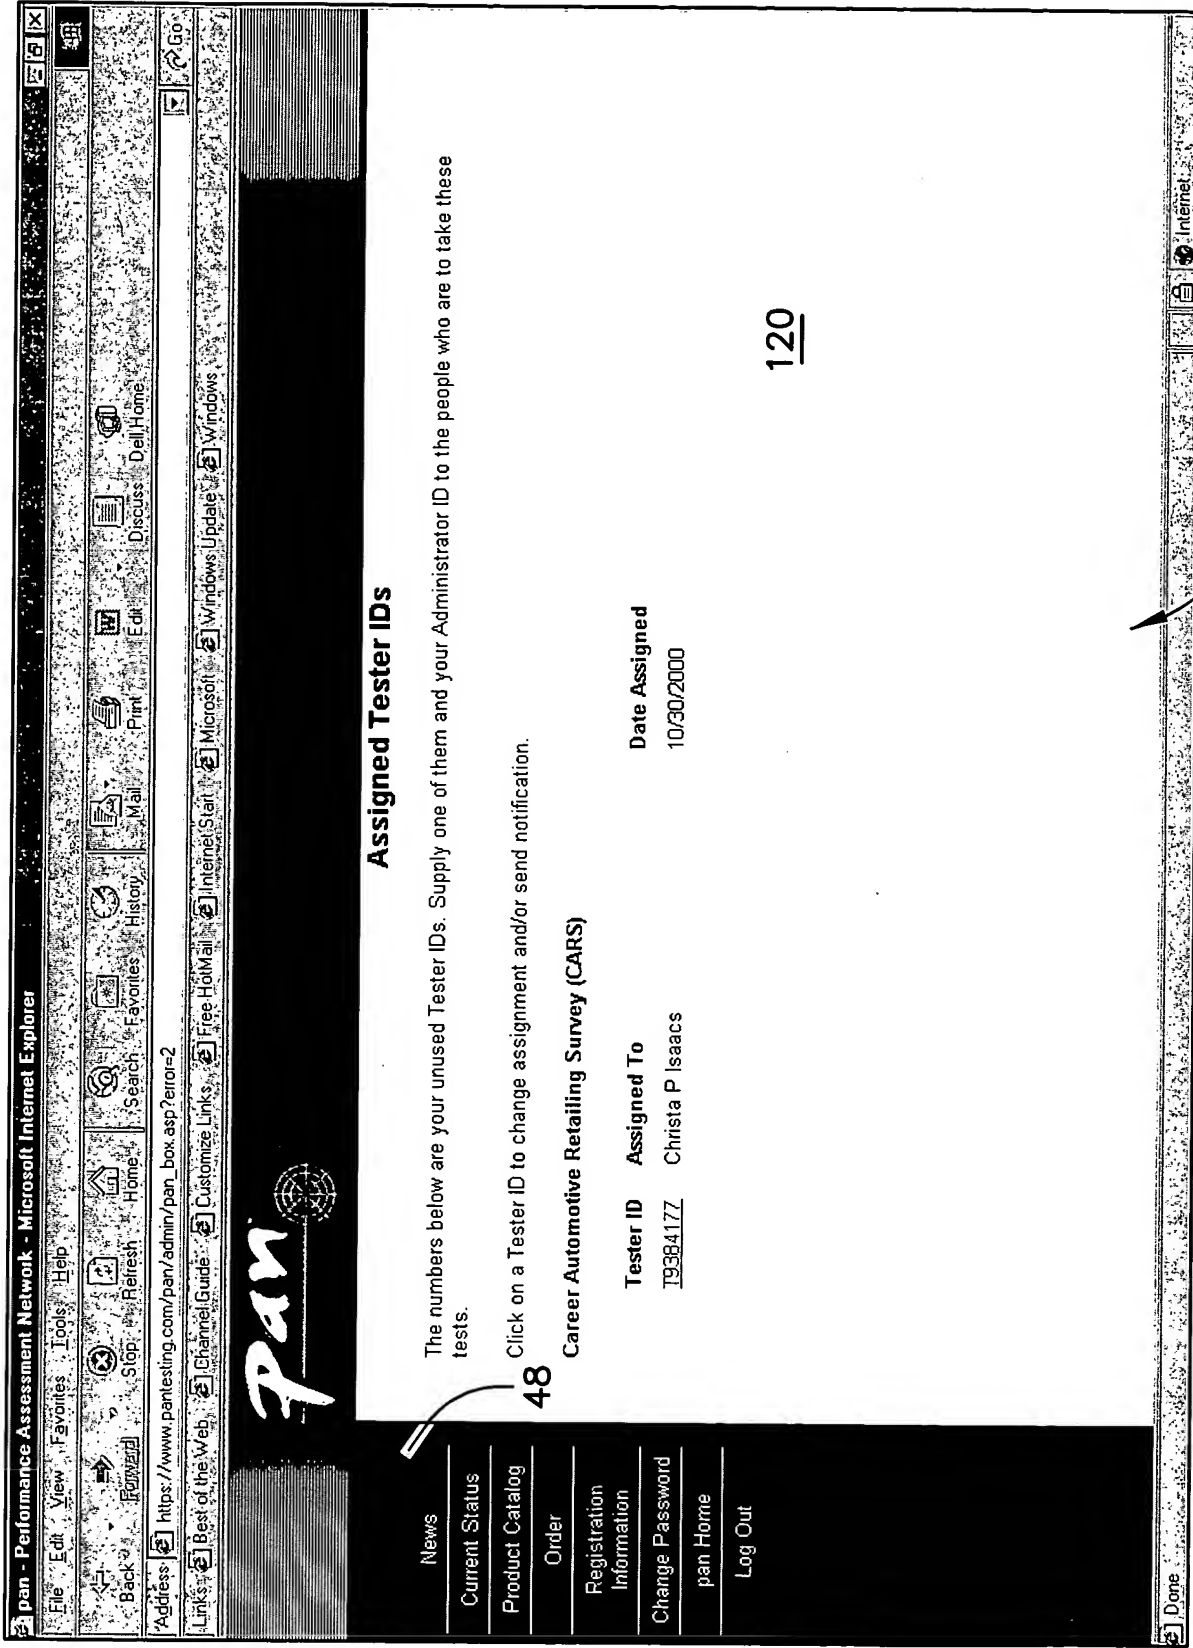 pan - Performance Assessment Network - Microsoft Internet Explorer
File Edit View Favorites Tools Help
Back Forward Stop Refresh Home Search Favorites History Mail Print Edit Discuss Dell Home
Address https://www.pantesting.com/pan/admin/pan_box.asp?error=2 Go
Links Best of the Web Channel Guide Customize Links Free HotMail Internet Start Microsoft Windows Update Windows
pan
News
Current Status
Product Catalog
Order
Registration
Information
Change Password
pan Home
Log Out
48
Assigned Tester IDs
The numbers below are your unused Tester IDs. Supply one of them and your Administrator ID to the people who are to take these
tests.
Click on a Tester ID to change assignment and/or send notification.
Career Automotive Retailing Survey (CARS)
Tester ID Assigned To Date Assigned
T9384177 Christa P Isaacs 10/30/2000
120
Done Internet